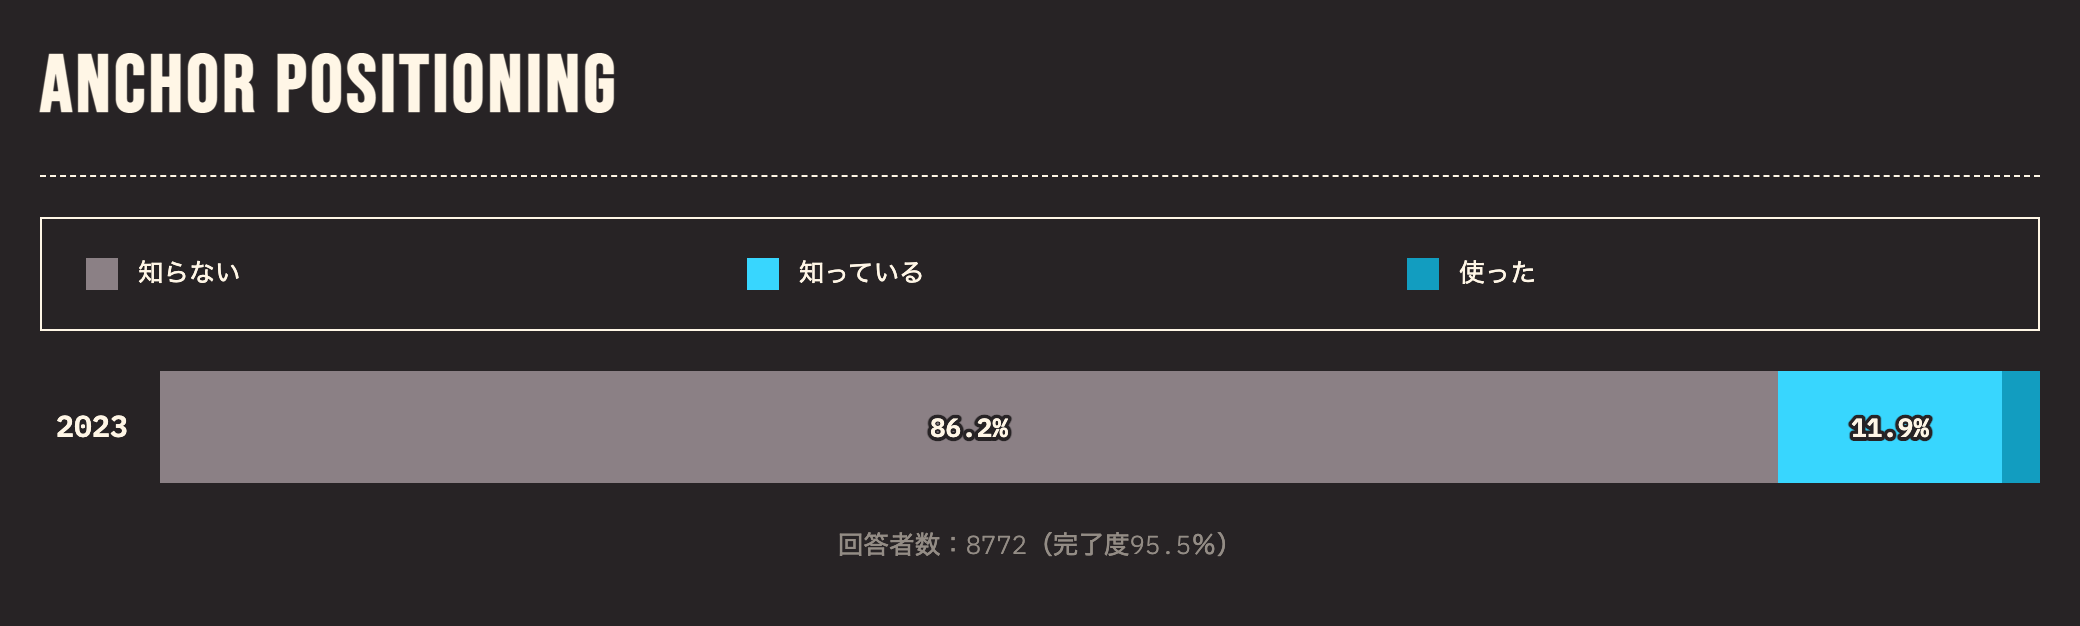 ANCHOR POSITIONING
知らない
知っている
使った
2023
86.2%
11.9%
回答者数：8772（完了度95.5%）